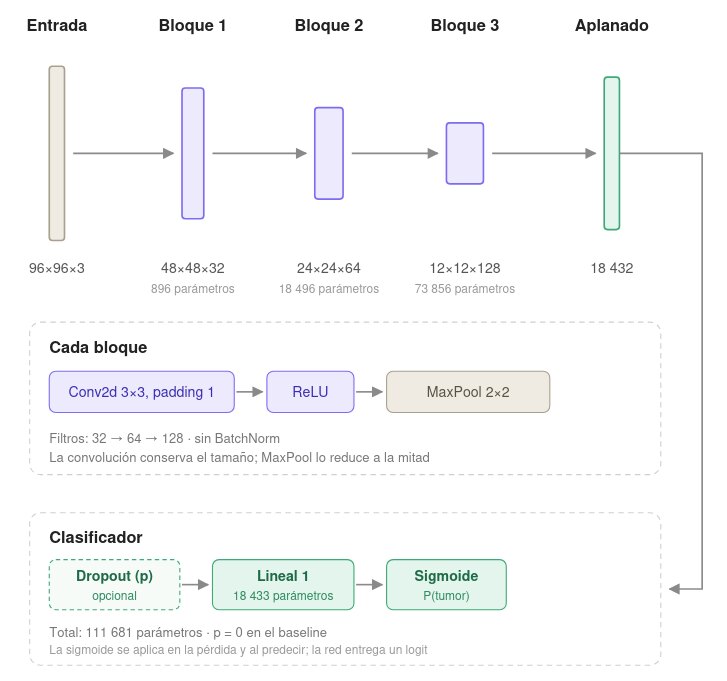 Entrada Bloque 1 Bloque 2 Bloque 3 Aplanado
96×96×3 48×48×32 24×24×64 12×12×128 18 432
896 parámetros 18 496 parámetros 73 856 parámetros
Cada bloque
Conv2d 3×3, padding 1 → ReLU → MaxPool 2×2
Filtros: 32 → 64 → 128 · sin BatchNorm
La convolución conserva el tamaño; MaxPool lo reduce a la mitad
Clasificador
Dropout (p) Lineal 1 Sigmoide
opcional 18 433 parámetros P(tumor)
Total: 111 681 parámetros · p = 0 en el baseline
La sigmoide se aplica en la pérdida y al predecir; la red entrega un logit